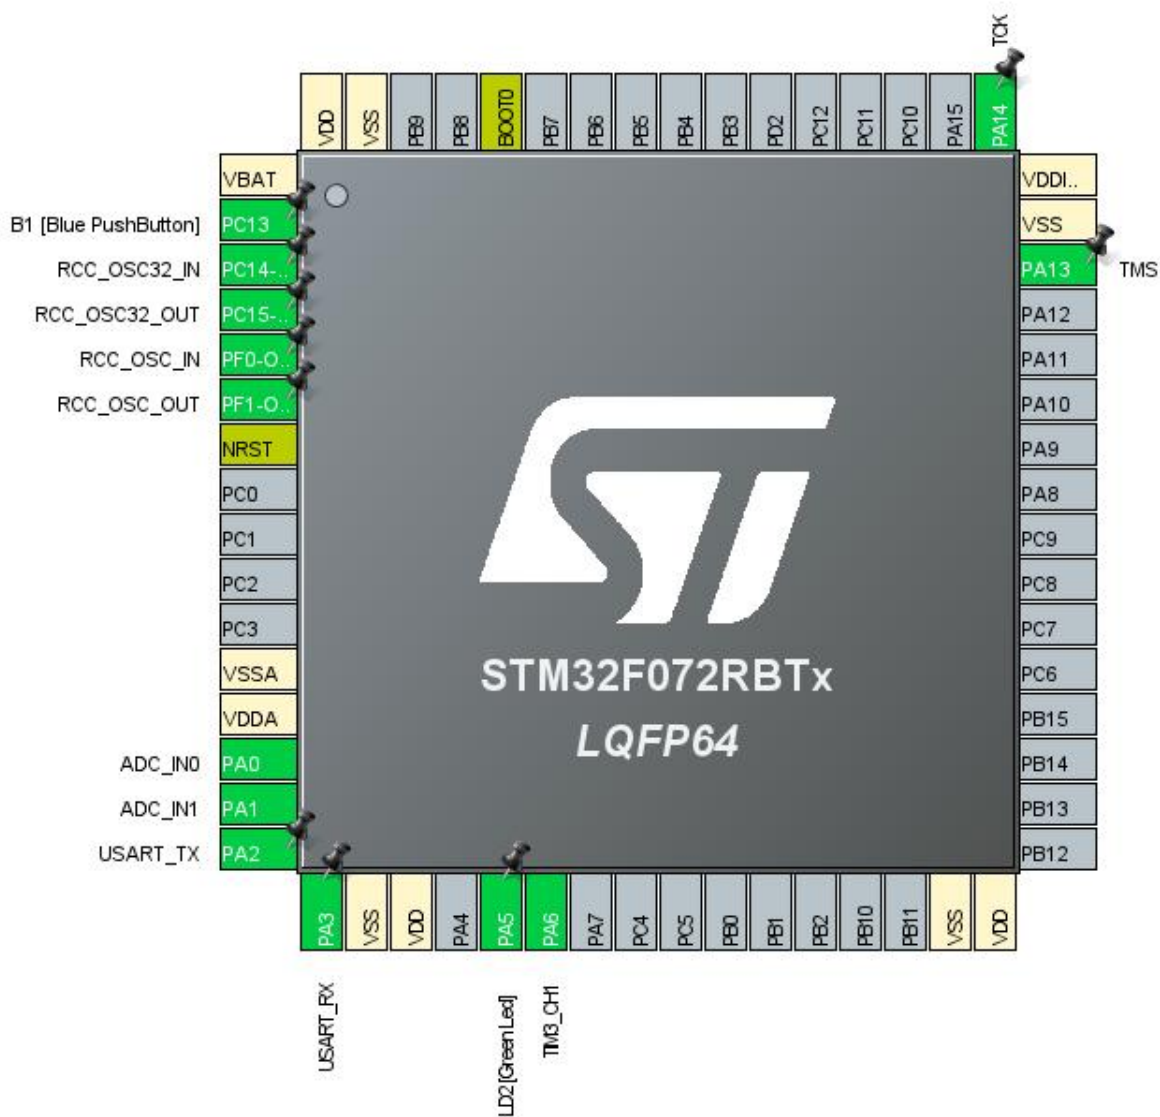 TCK
VDD
VSS
PB9
PB8
BOOT0
PB7
PB6
PB5
PB4
PB3
PD2
PC12
PC11
PC10
PA15
PA14
VBAT
B1 [Blue PushButton] PC13
RCC_OSC32_IN PC14-..
RCC_OSC32_OUT PC15-..
RCC_OSC_IN PF0-O..
RCC_OSC_OUT PF1-O..
NRST
PC0
PC1
PC2
PC3
VSSA
VDDA
ADC_IN0 PA0
ADC_IN1 PA1
USART_TX PA2
STM32F072RBTx
LQFP64
VDDI..
VSS
PA13 TMS
PA12
PA11
PA10
PA9
PA8
PC9
PC8
PC7
PC6
PB15
PB14
PB13
PB12
PA3
VSS
VDD
PA4
PA5
PA6
PA7
PC4
PC5
PB0
PB1
PB2
PB10
PB11
VSS
VDD
USART_RX
LD2 [Green Led]
TIM3_CH1